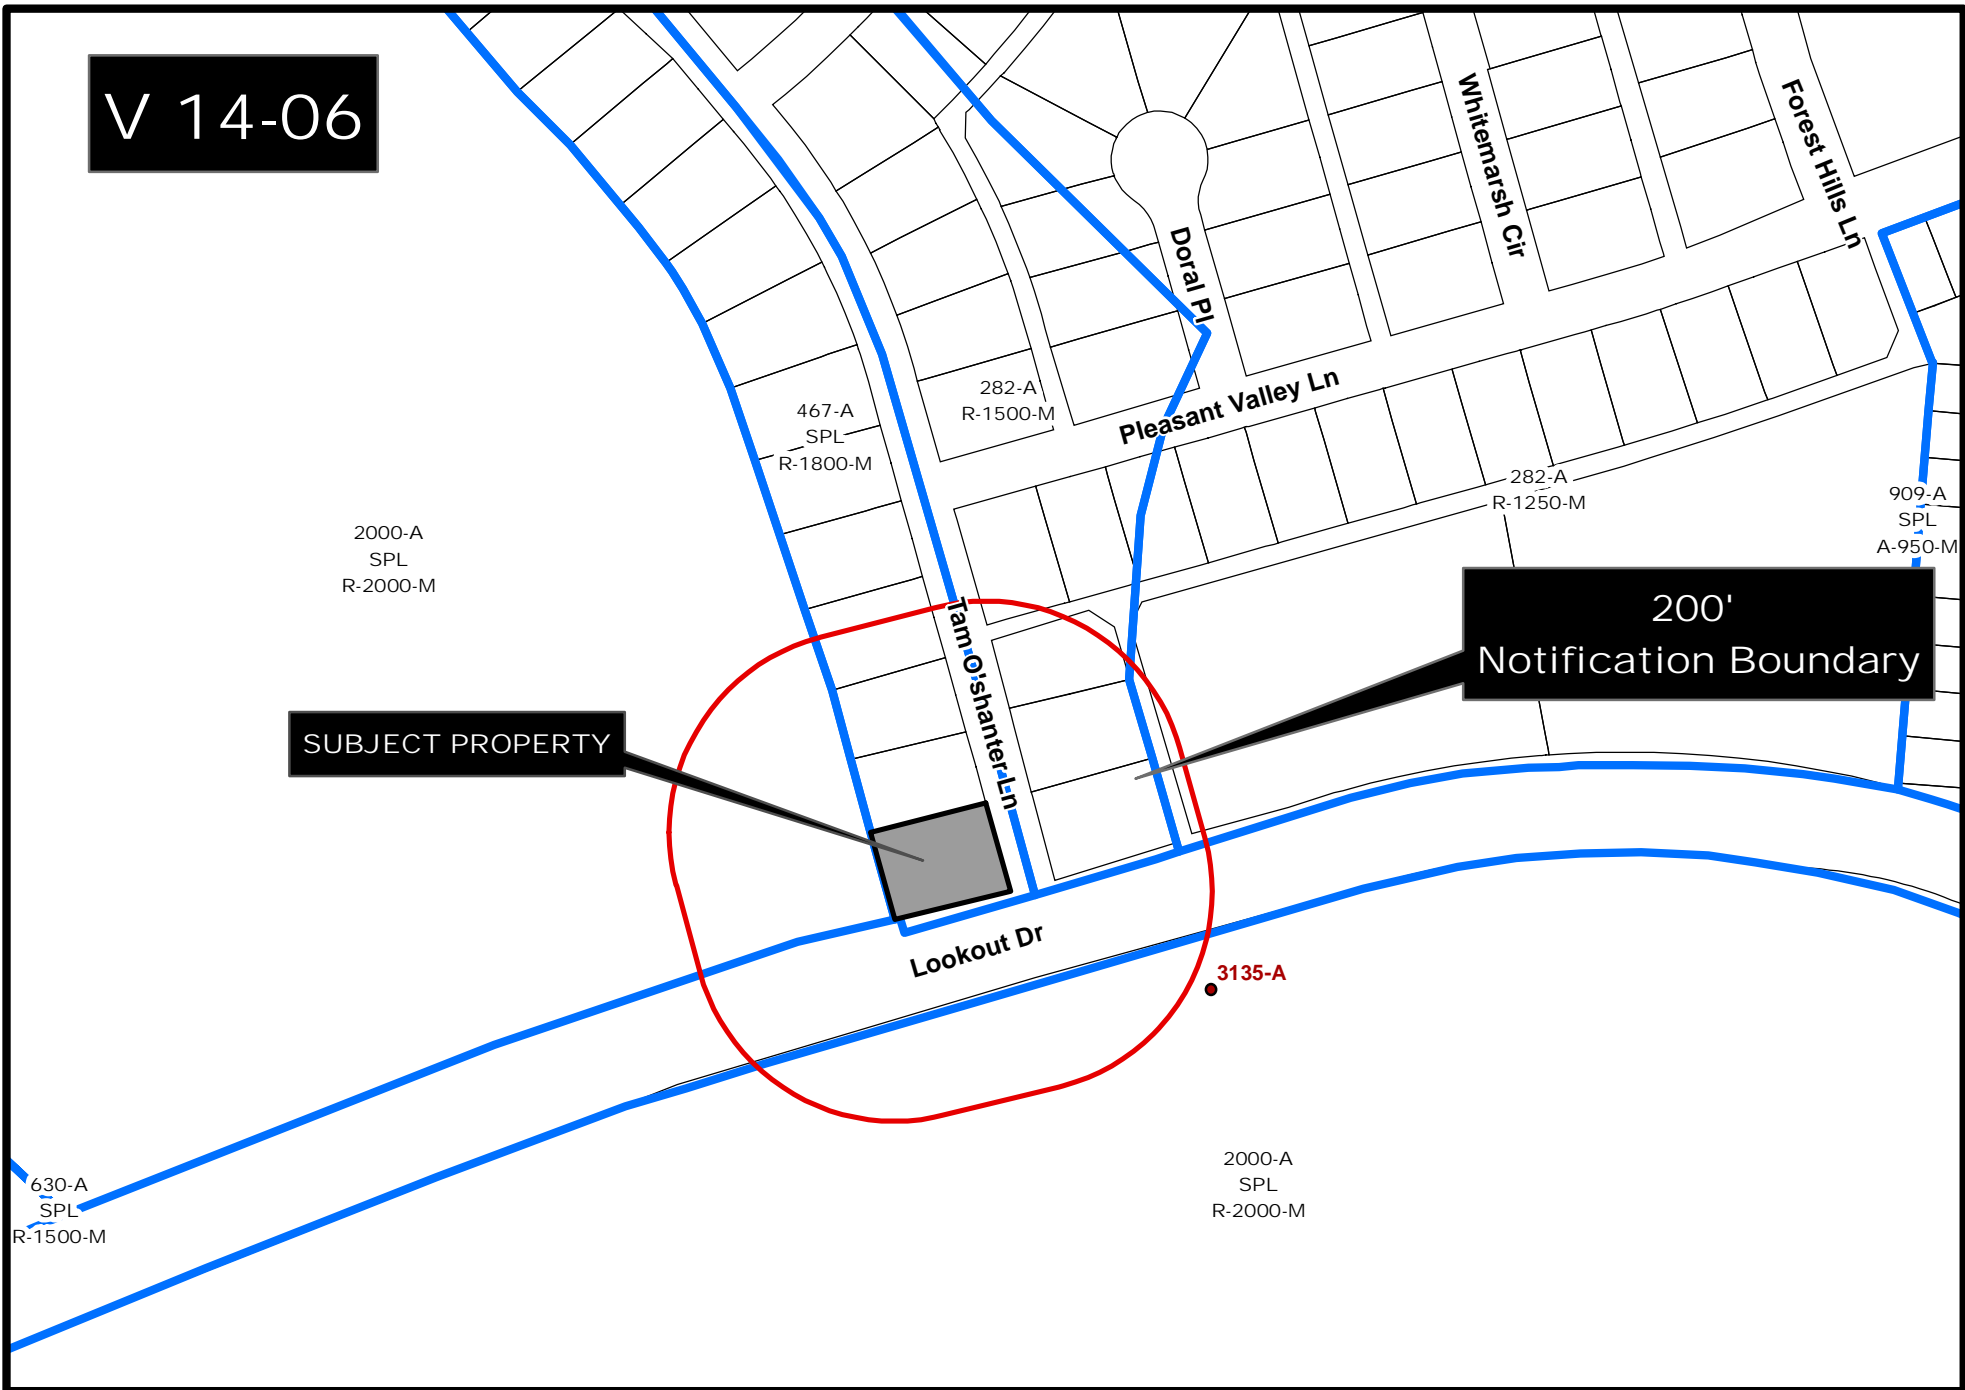 V 14-06
Whitemarsh Cir
Forest Hills Ln
Doral Pl
282-A
R-1500-M
Pleasant Valley Ln
467-A
SPL
R-1800-M
282-A
R-1250-M
909-A
SPL
A-950-M
2000-A
SPL
R-2000-M
200'
Notification Boundary
Tam O'shanter Ln
SUBJECT PROPERTY
Lookout Dr
3135-A
2000-A
SPL
R-2000-M
630-A
SPL
R-1500-M